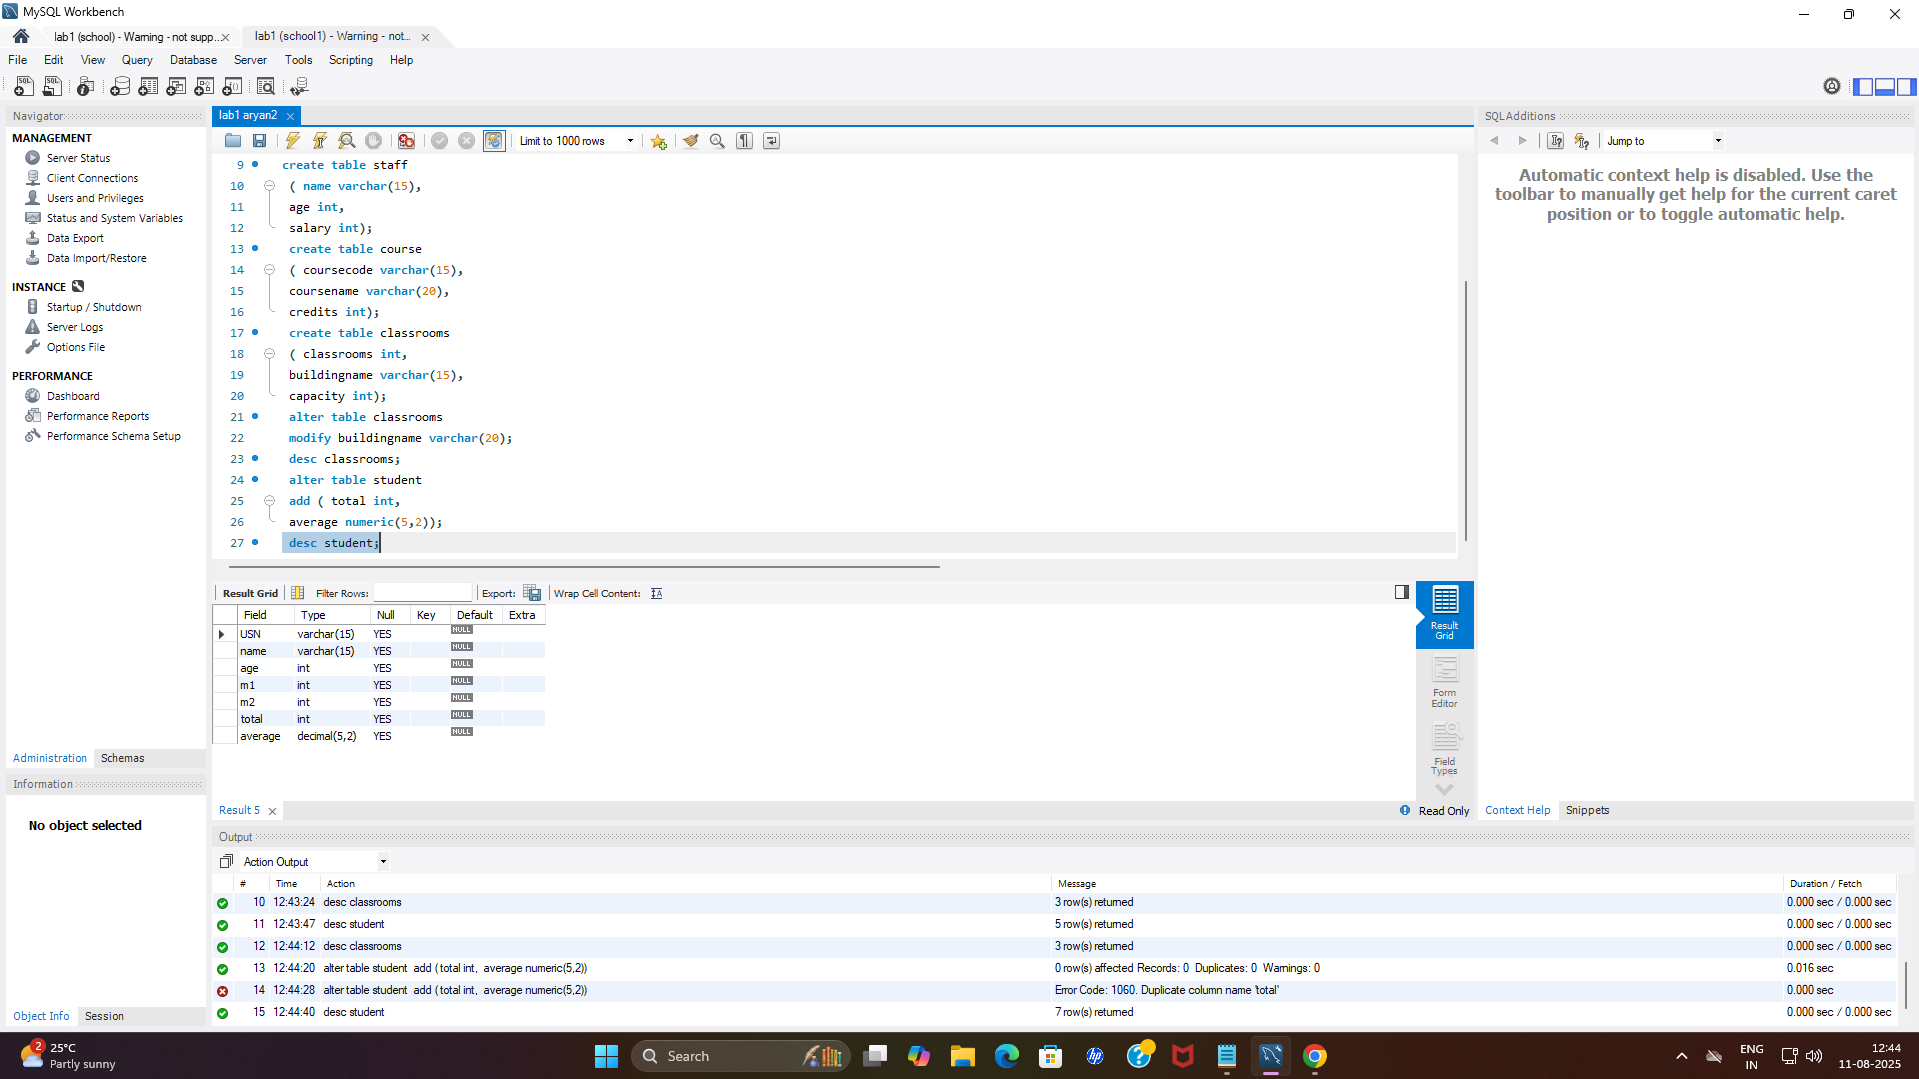 MySQL Workbench
lab1 (school) - Warning - not supp...
lab1 (school1) - Warning - not...
File Edit View Query Database Server Tools Scripting Help
Navigator
MANAGEMENT
Server Status
Client Connections
Users and Privileges
Status and System Variables
Data Export
Data Import/Restore
INSTANCE
Startup / Shutdown
Server Logs
Options File
PERFORMANCE
Dashboard
Performance Reports
Performance Schema Setup
Administration Schemas
Information
No object selected
Object Info Session
lab1 aryan2
Limit to 1000 rows
9 create table staff
10 ( name varchar(15),
11 age int,
12 salary int);
13 create table course
14 ( coursecode varchar(15),
15 coursename varchar(20),
16 credits int);
17 create table classrooms
18 ( classrooms int,
19 buildingname varchar(15),
20 capacity int);
21 alter table classrooms
22 modify buildingname varchar(20);
23 desc classrooms;
24 alter table student
25 add ( total int,
26 average numeric(5,2));
27 desc student;
Result Grid Filter Rows: Export: Wrap Cell Content:
Field Type Null Key Default Extra
USN varchar(15) YES NULL
name varchar(15) YES NULL
age int YES NULL
m1 int YES NULL
m2 int YES NULL
total int YES NULL
average decimal(5,2) YES NULL
Result
Grid
Form
Editor
Field
Types
Result 5
Read Only
SQLAdditions
Jump to
Automatic context help is disabled. Use the
toolbar to manually get help for the current caret
position or to toggle automatic help.
Context Help Snippets
Output
Action Output
# Time Action Message Duration / Fetch
10 12:43:24 desc classrooms 3 row(s) returned 0.000 sec / 0.000 sec
11 12:43:47 desc student 5 row(s) returned 0.000 sec / 0.000 sec
12 12:44:12 desc classrooms 3 row(s) returned 0.000 sec / 0.000 sec
13 12:44:20 alter table student add ( total int, average numeric(5,2)) 0 row(s) affected Records: 0 Duplicates: 0 Warnings: 0 0.016 sec
14 12:44:28 alter table student add ( total int, average numeric(5,2)) Error Code: 1060. Duplicate column name 'total' 0.000 sec
15 12:44:40 desc student 7 row(s) returned 0.000 sec / 0.000 sec
2
25°C
Partly sunny
Search
hp
ENG
IN
12:44
11-08-2025